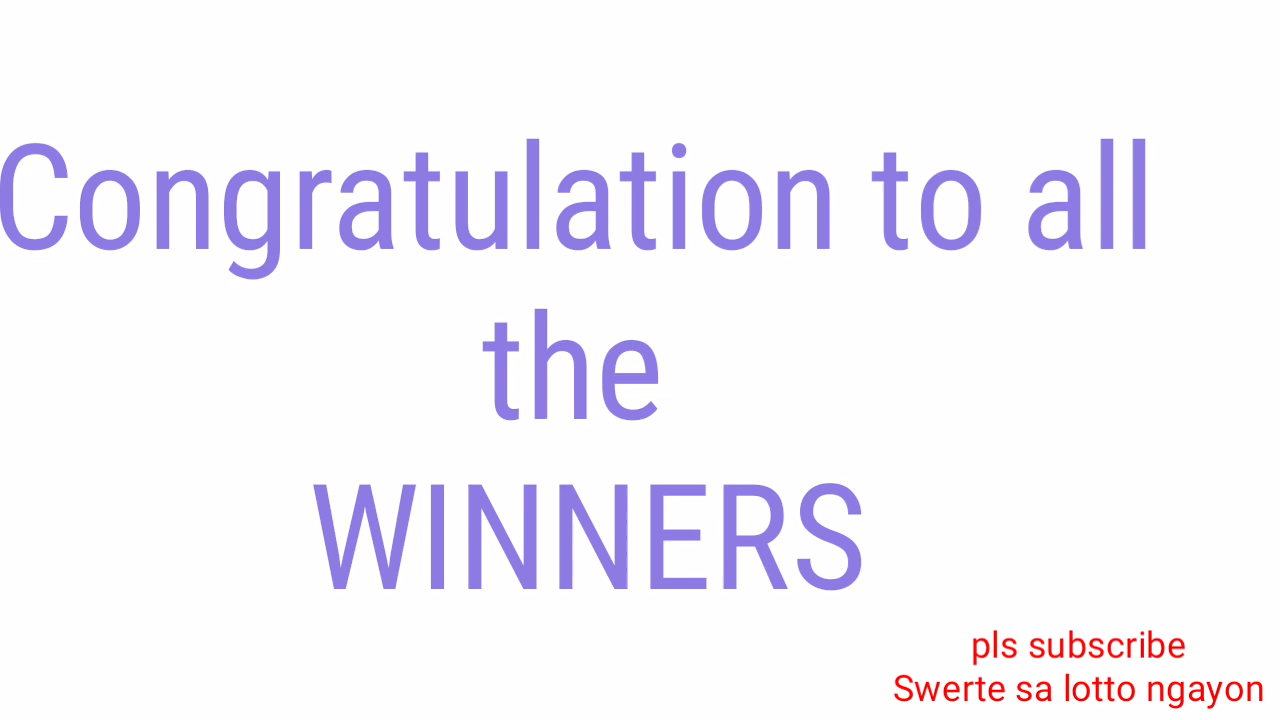 Congratulation to all
the
WINNERS
pls subscribe
Swerte sa lotto ngayon